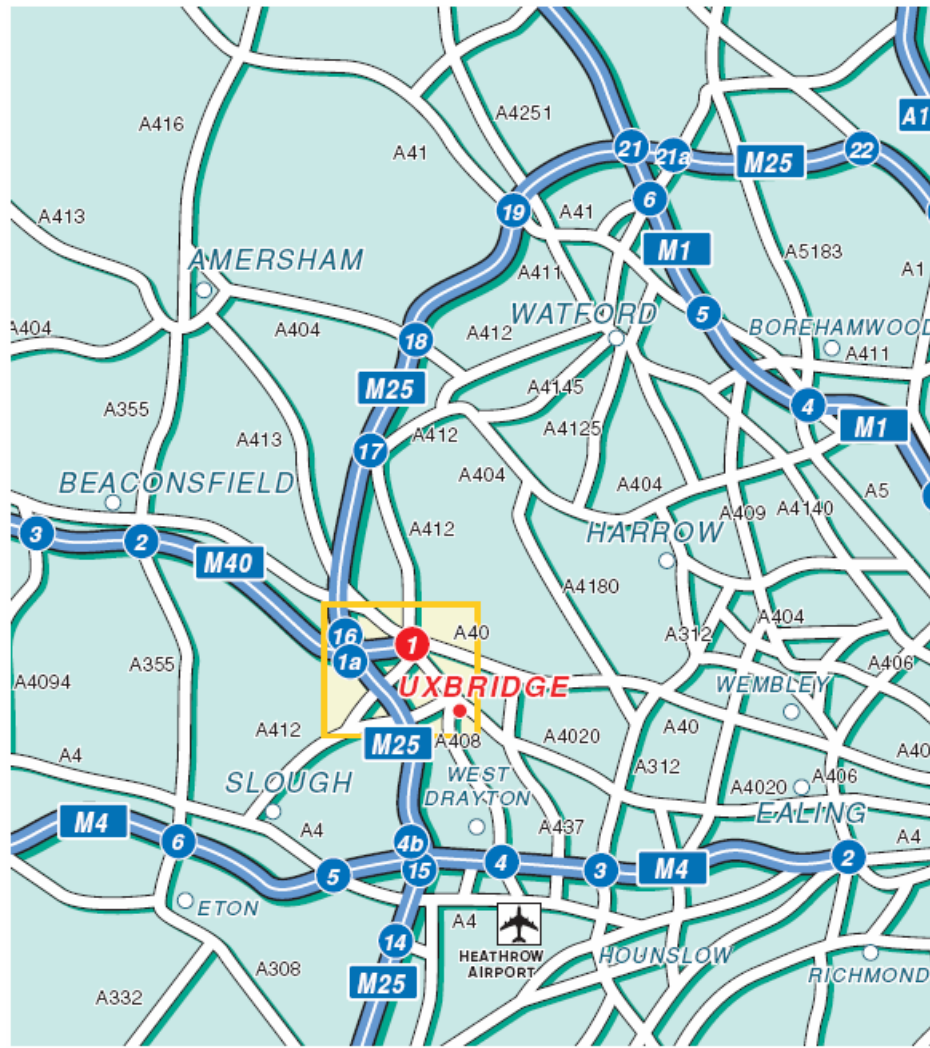 A416
A4251
A1
A41
21
21a
M25
22
6
19
A41
A413
M1
A5183
AMERSHAM
A411
A1
WATFORD
5
A404
A404
18
A412
BOREHAMWOOD
A411
M25
A4145
A355
4
M1
A413
A412
A4125
17
A404
A404
A5
BEACONSFIELD
A409
A4140
A412
3
2
HARROW
M40
A4180
A404
16
1
A40
A312
1a
A355
A406
A4094
UXBRIDGE
WEMBLEY
A412
A40
M25
A408
A4020
A40
A4
A312
WEST
DRAYTON
A4020
A406
SLOUGH
EALING
M4
A4
A437
6
4b
A4
5
15
4
3
M4
2
ETON
A4
14
HEATHROW
AIRPORT
HOUNSLOW
RICHMOND
A308
M25
A332